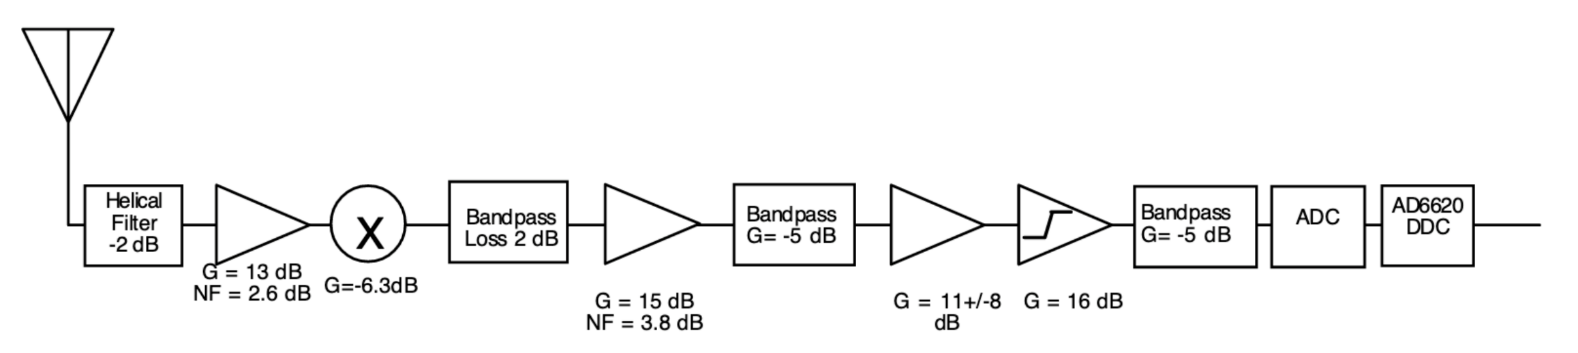 Helical
Filter
-2 dB
G = 13 dB
NF = 2.6 dB
X
G=-6.3dB
Bandpass
Loss 2 dB
G = 15 dB
NF = 3.8 dB
Bandpass
G= -5 dB
G = 11+/-8
dB
G = 16 dB
Bandpass
G= -5 dB
ADC
AD6620
DDC